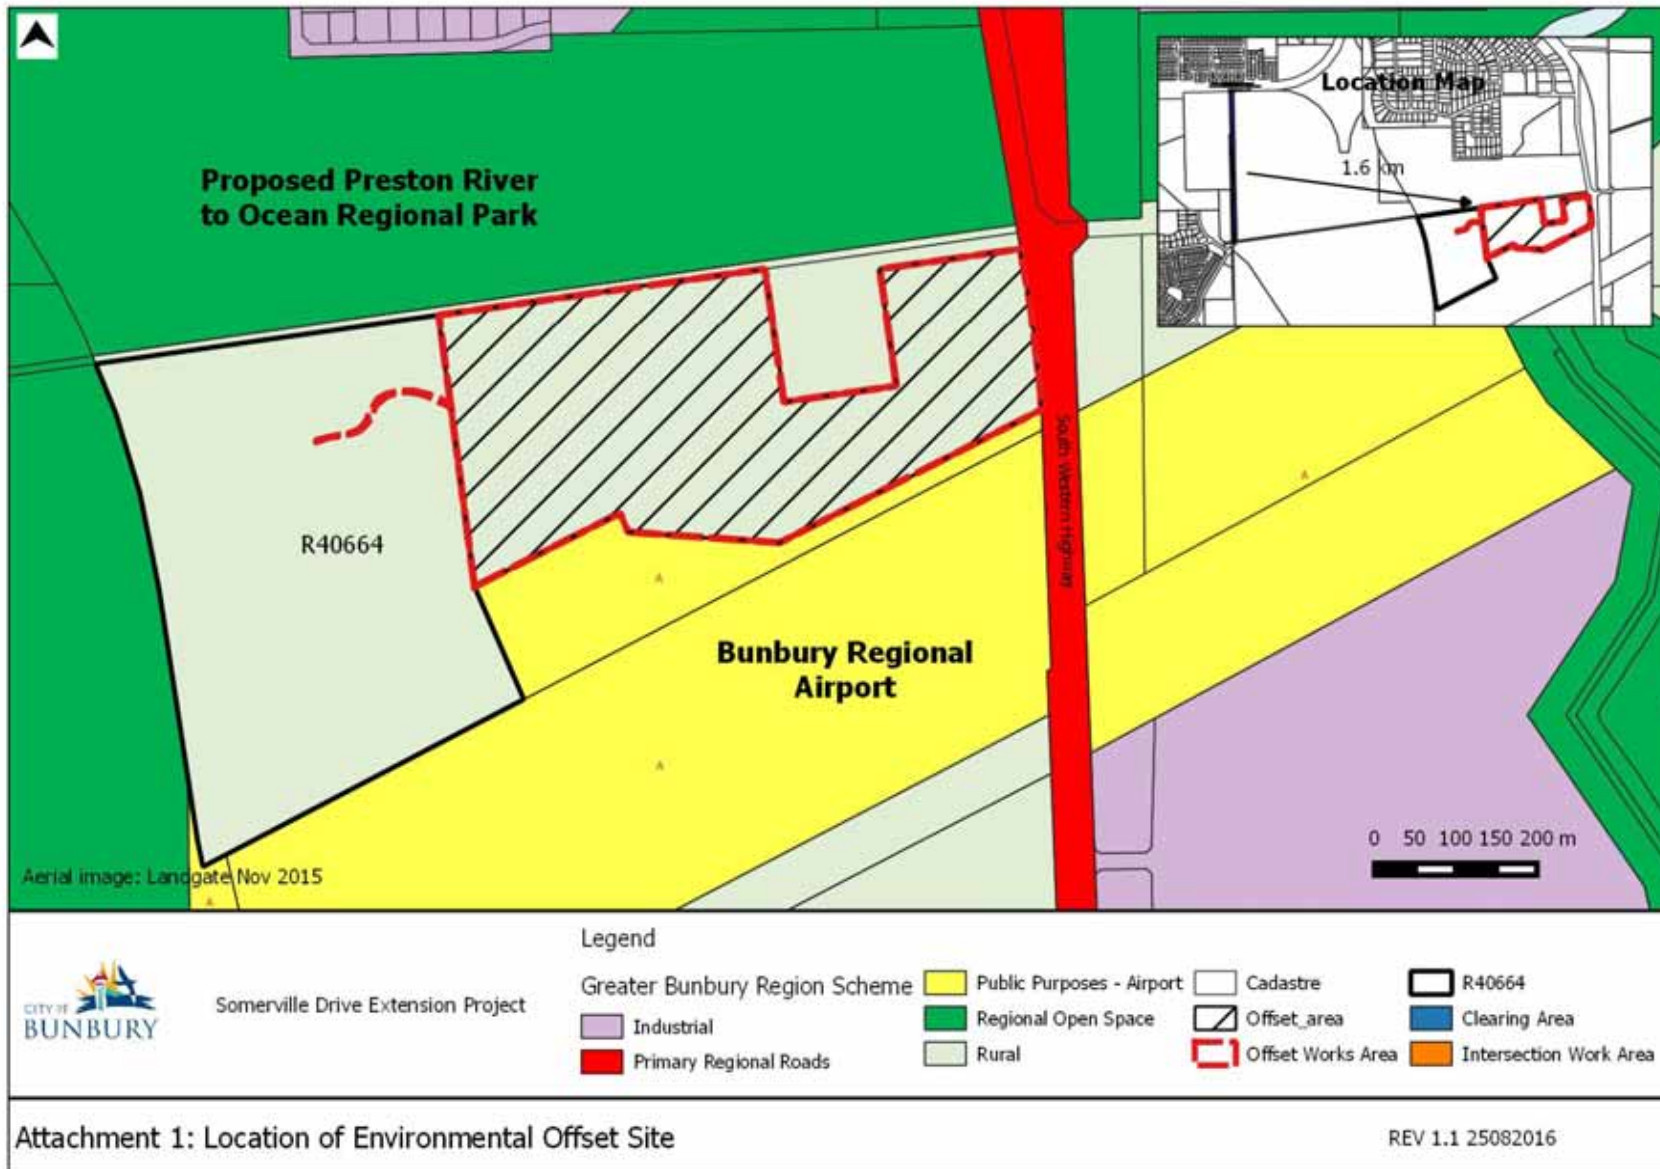 Location Map
1.6 km
Proposed Preston River
to Ocean Regional Park
South Western Highway
A
R40664
A
Bunbury Regional
Airport
A
0 50 100 150 200 m
Aerial image: Landgate Nov 2015
A
Legend
Greater Bunbury Region Scheme
Industrial
Primary Regional Roads
Public Purposes - Airport
Regional Open Space
Rural
Cadastre
Offset_area
Offset Works Area
R40664
Clearing Area
Intersection Work Area
CITY OF
BUNBURY
Somerville Drive Extension Project
Attachment 1: Location of Environmental Offset Site
REV 1.1 25082016